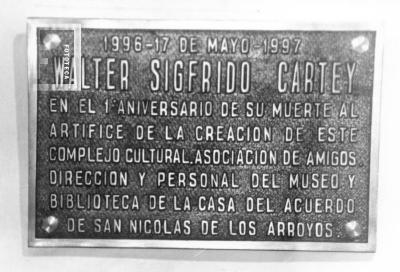 1996-17 DE MAYO-1997
WALTER SIGFRIDO CARTEY
EN EL 1º ANIVERSARIO DE SU MUERTE AL
ARTIFICE DE LA CREACION DE ESTE
COMPLEJO CULTURAL. ASOCIACION DE AMIGOS
DIRECCION Y PERSONAL DEL MUSEO Y
BIBLIOTECA DE LA CASA DEL ACUERDO
DE SAN NICOLAS DE LOS ARROYOS.
FOTOTECA